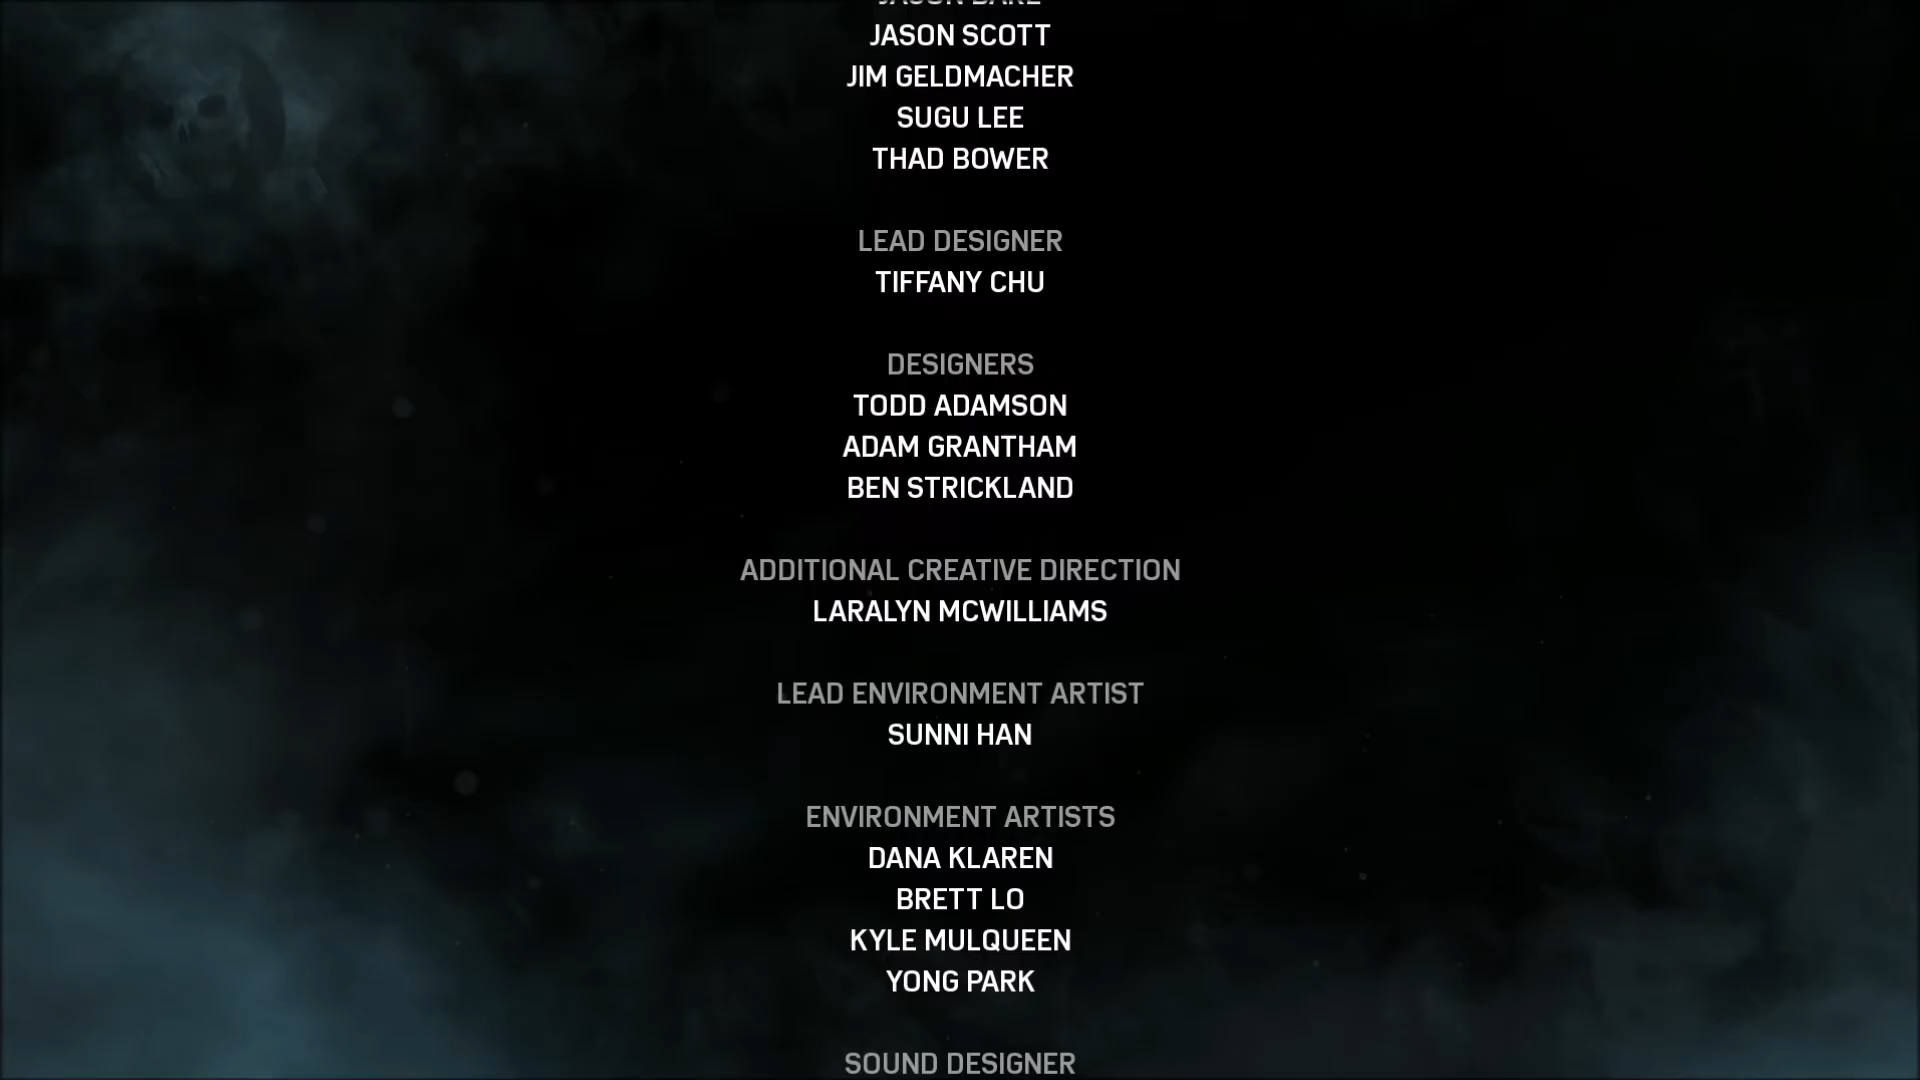 JASON SCOTT
JIM GELDMACHER
SUGU LEE
THAD BOWER
LEAD DESIGNER
TIFFANY CHU
DESIGNERS
TODD ADAMSON
ADAM GRANTHAM
BEN STRICKLAND
ADDITIONAL CREATIVE DIRECTION
LARALYN MCWILLIAMS
LEAD ENVIRONMENT ARTIST
SUNNI HAN
ENVIRONMENT ARTISTS
DANA KLAREN
BRETT LO
KYLE MULQUEEN
YONG PARK
SOUND DESIGNER